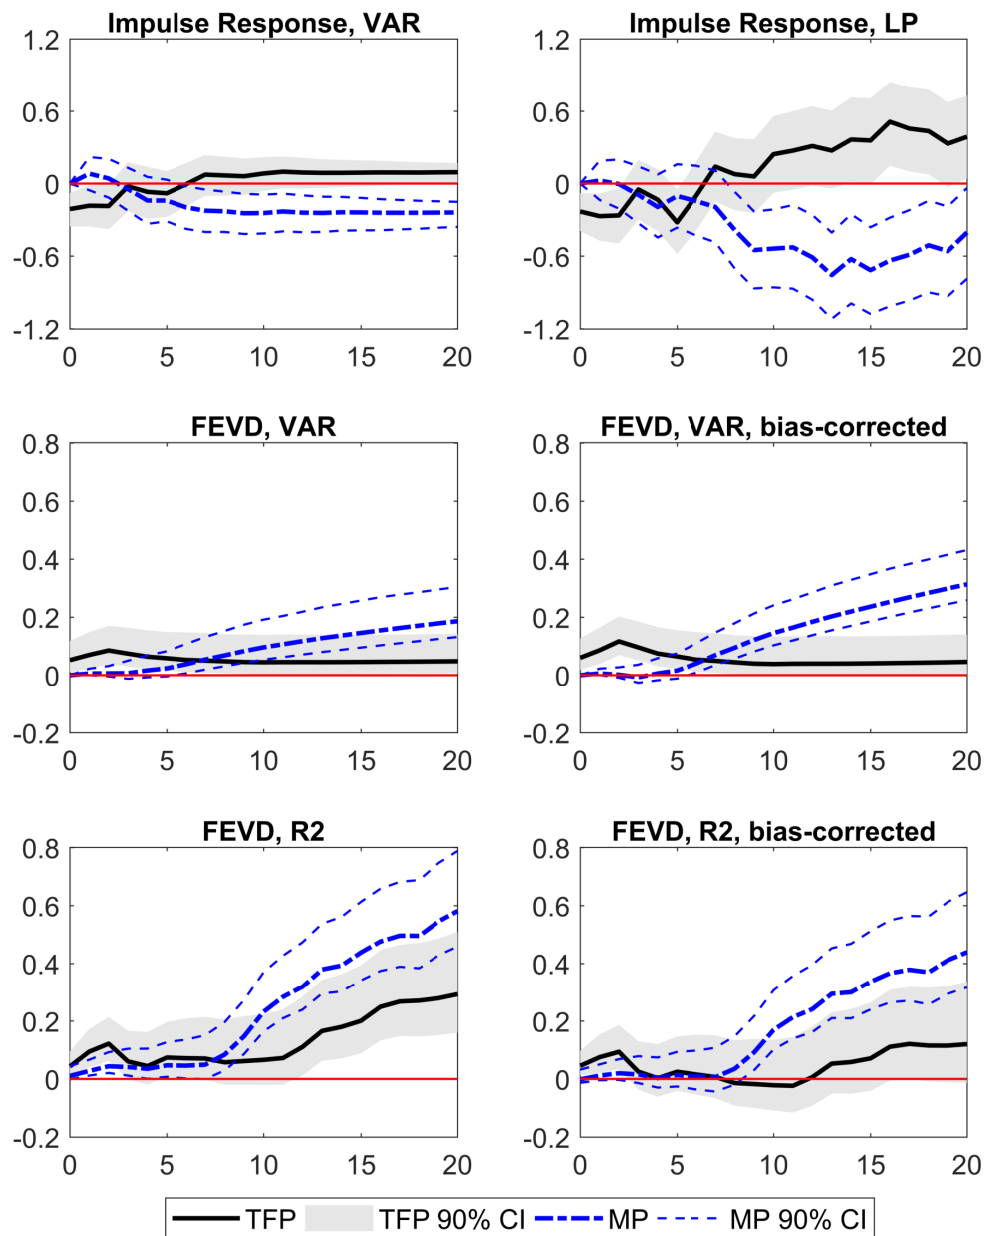 Impulse Response, VAR Impulse Response, LP
1.2 1.2
0.6 0.6
0 0
-0.6 -0.6
-1.2 -1.2
0 5 10 15 20 0 5 10 15 20
FEVD, VAR FEVD, VAR, bias-corrected
0.8 0.8
0.6 0.6
0.4 0.4
0.2 0.2
0 0
-0.2 -0.2
0 5 10 15 20 0 5 10 15 20
FEVD, R2 FEVD, R2, bias-corrected
0.8 0.8
0.6 0.6
0.4 0.4
0.2 0.2
0 0
-0.2 -0.2
0 5 10 15 20 0 5 10 15 20
TFP TFP 90% CI MP MP 90% CI